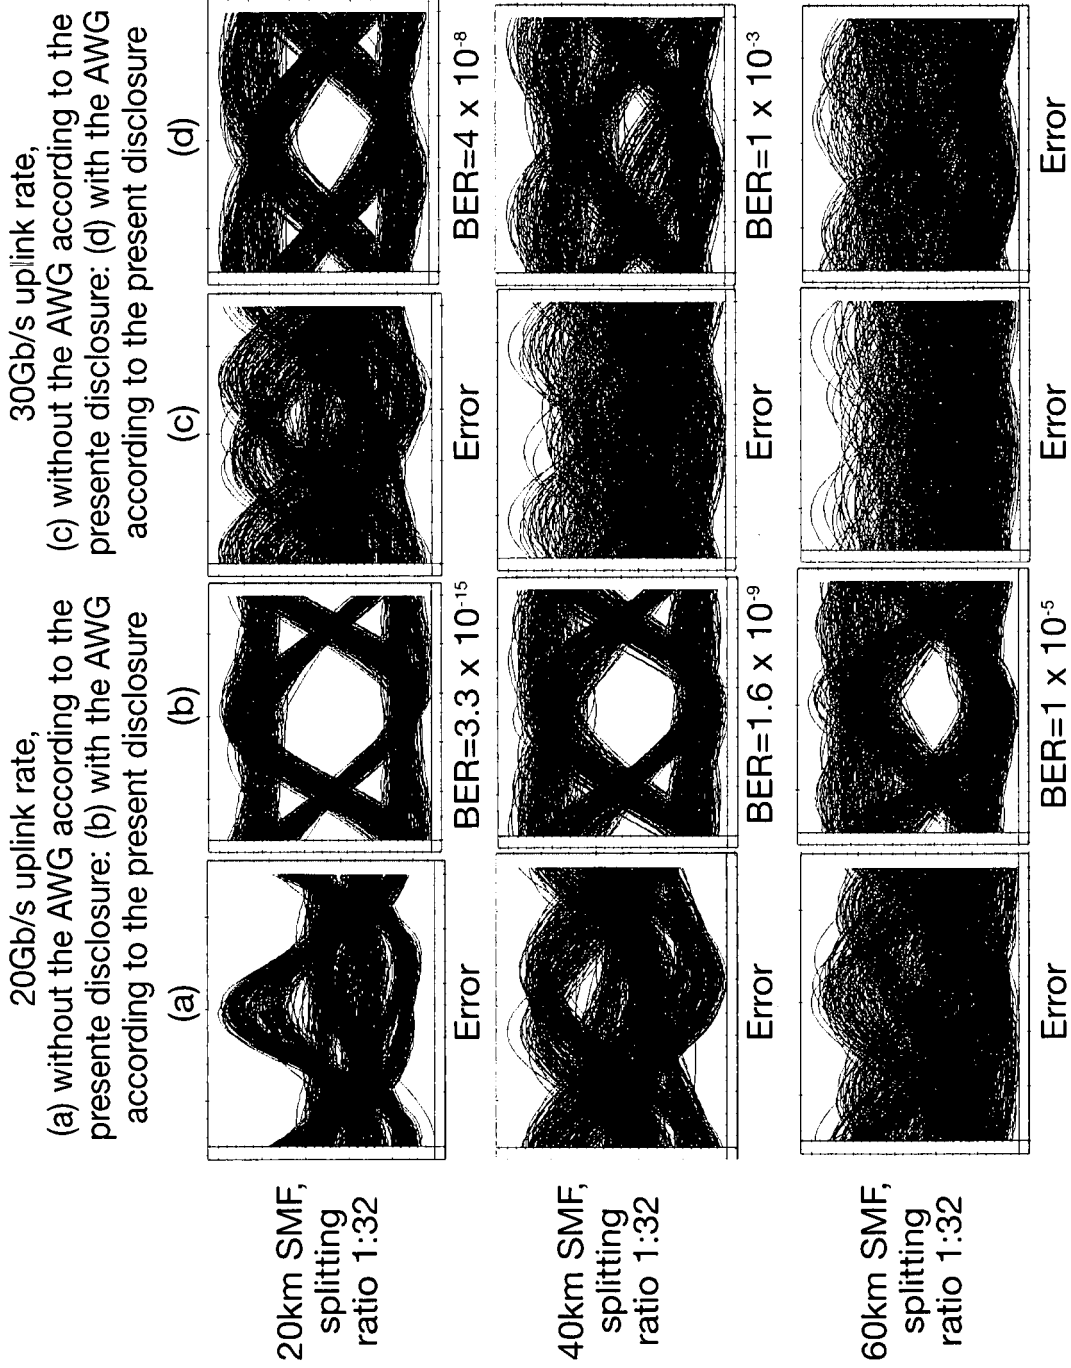 20Gb/s uplink rate,
(a) without the AWG according to the
presente disclosure: (b) with the AWG
according to the present disclosure
30Gb/s uplink rate,
(c) without the AWG according to the
presente disclosure: (d) with the AWG
according to the present disclosure
(a)
(b)
(c)
(d)
20km SMF,
splitting
ratio 1:32
Error
BER=3.3 x 10⁻¹⁵
Error
BER=4 x 10⁻⁸
40km SMF,
splitting
ratio 1:32
Error
BER=1.6 x 10⁻⁹
Error
BER=1 x 10⁻³
60km SMF,
splitting
ratio 1:32
Error
BER=1 x 10⁻⁵
Error
Error